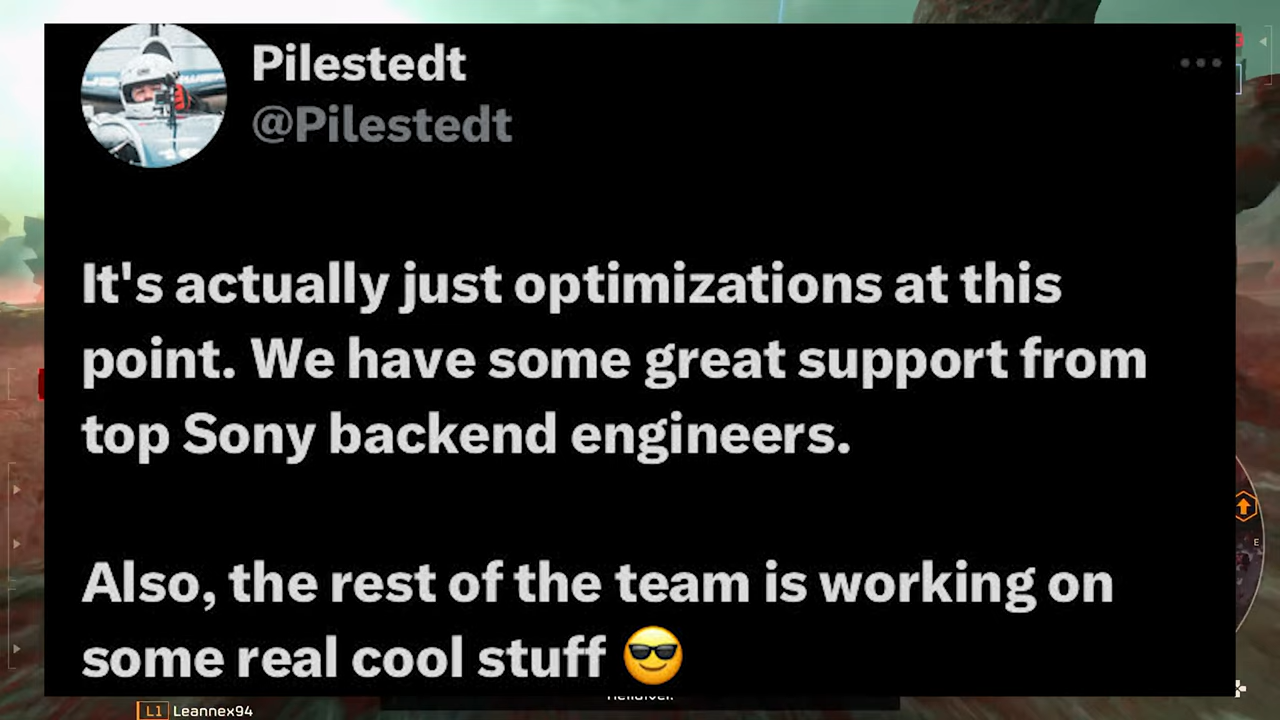 Pilestedt
@Pilestedt
It's actually just optimizations at this
point. We have some great support from
top Sony backend engineers.
Also, the rest of the team is working on
some real cool stuff 😎
E
L1 Leannex94